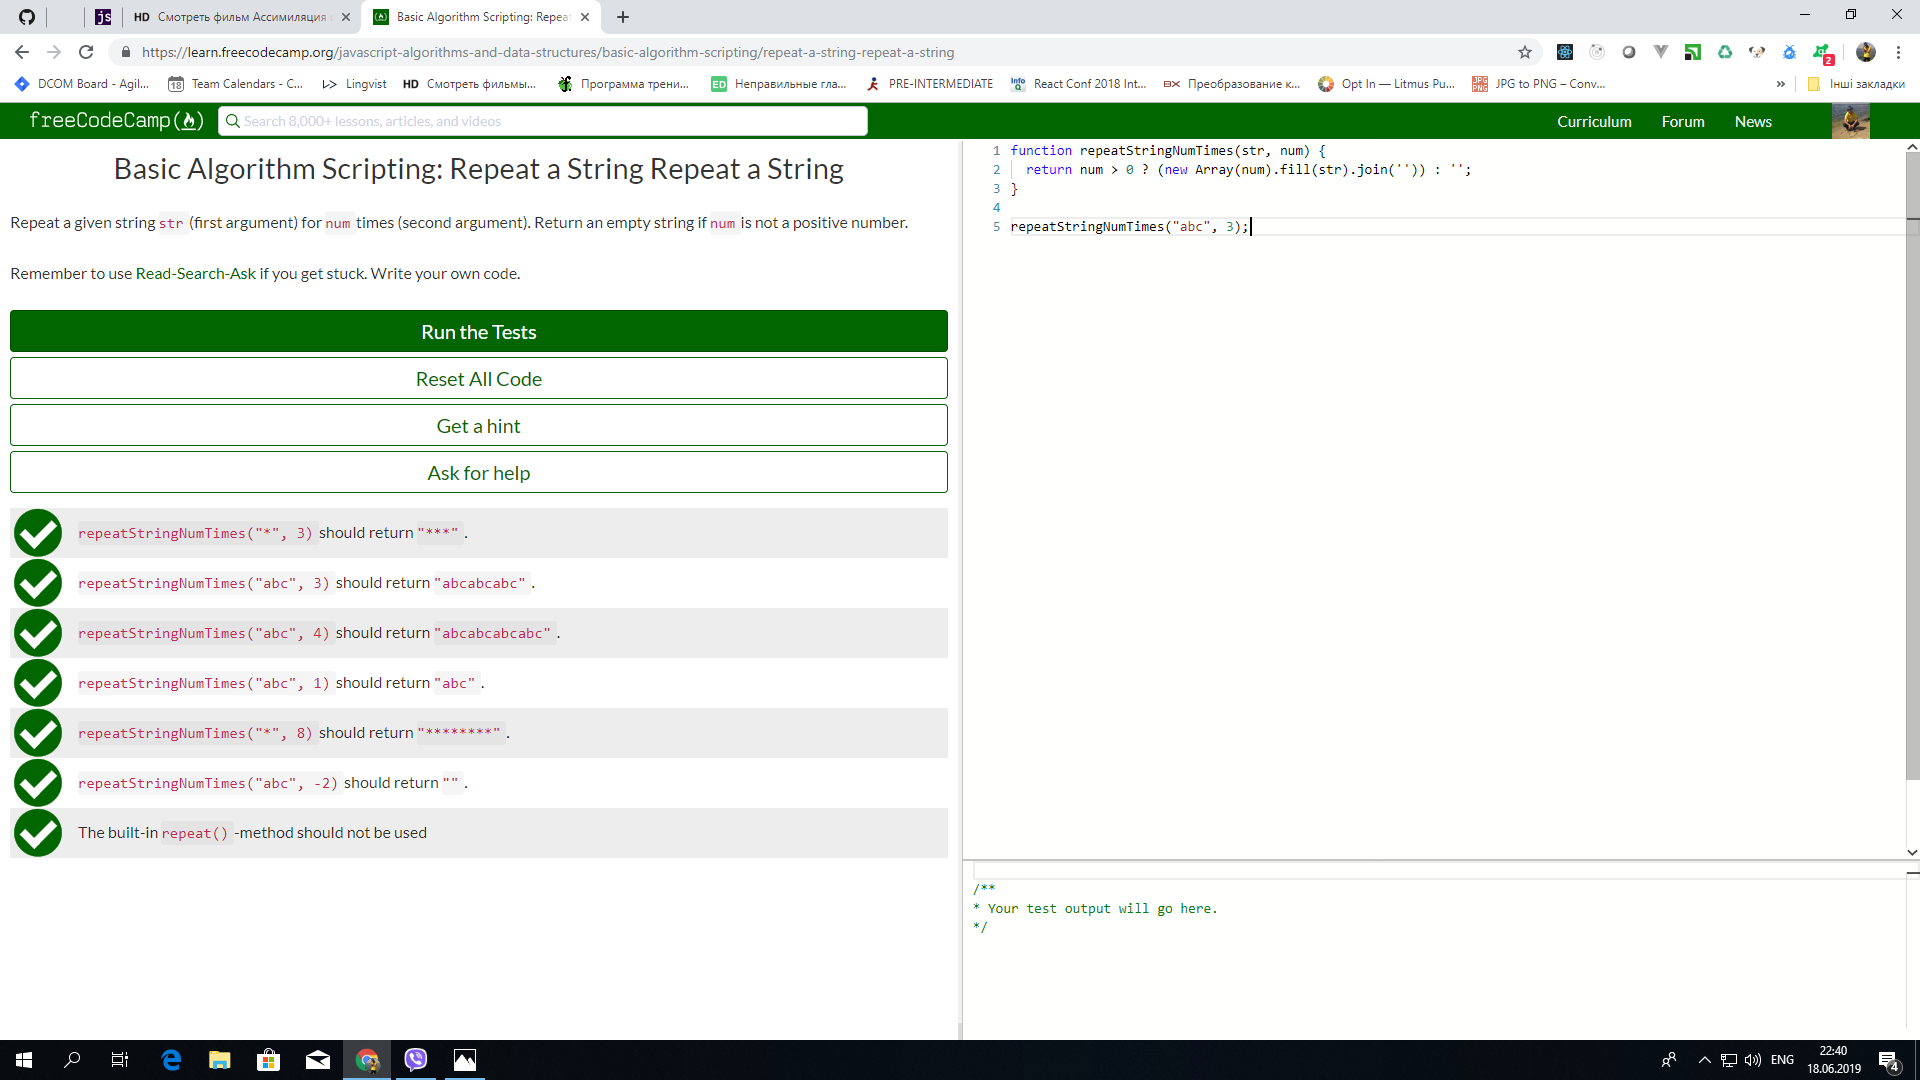 js
HD Смотреть фильм Ассимиляция
Basic Algorithm Scripting: Repeat
https://learn.freecodecamp.org/javascript-algorithms-and-data-structures/basic-algorithm-scripting/repeat-a-string-repeat-a-string
2
DCOM Board - Agil...
18 Team Calendars - C...
Lingvist
HD Смотреть фильмы...
Программа трени...
ED Неправильные гла...
PRE-INTERMEDIATE
Info Q React Conf 2018 Int...
Преобразование к...
Opt In — Litmus Pu...
JPG PNG JPG to PNG – Conv...
»
Інші закладки
freeCodeCamp
Search 8,000+ lessons, articles, and videos
Curriculum
Forum
News
Basic Algorithm Scripting: Repeat a String Repeat a String
Repeat a given string str (first argument) for num times (second argument). Return an empty string if num is not a positive number.
Remember to use Read-Search-Ask if you get stuck. Write your own code.
Run the Tests
Reset All Code
Get a hint
Ask for help
repeatStringNumTimes("*", 3) should return "***".
repeatStringNumTimes("abc", 3) should return "abcabcabc".
repeatStringNumTimes("abc", 4) should return "abcabcabcabc".
repeatStringNumTimes("abc", 1) should return "abc".
repeatStringNumTimes("*", 8) should return "********".
repeatStringNumTimes("abc", -2) should return "".
The built-in repeat() -method should not be used
1 function repeatStringNumTimes(str, num) {
2 return num > 0 ? (new Array(num).fill(str).join('')) : '';
3 }
4
5 repeatStringNumTimes("abc", 3);
/**
* Your test output will go here.
*/
ENG
22:40
18.06.2019
4